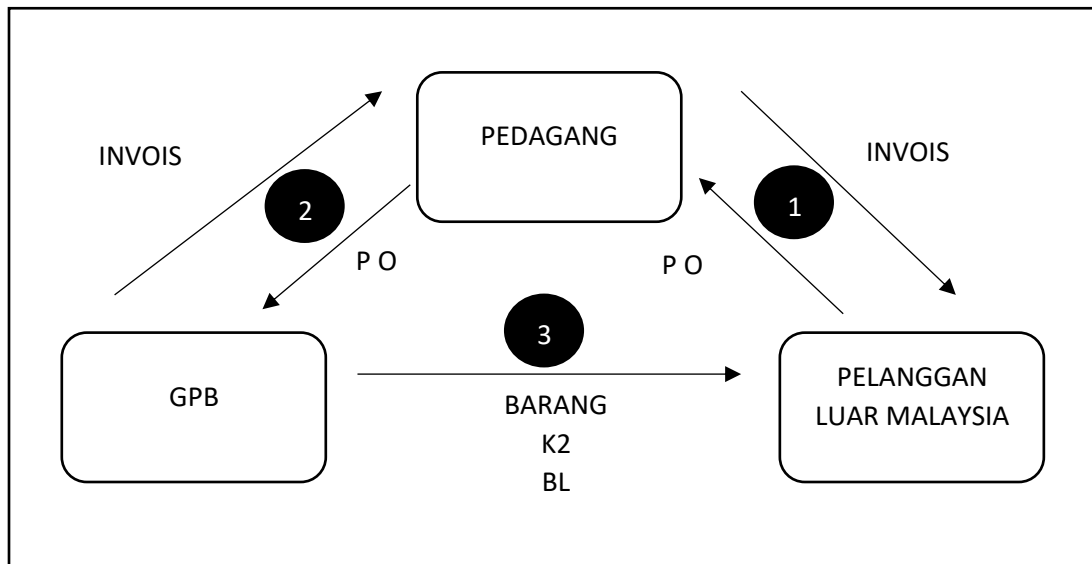 PEDAGANG
INVOIS
INVOIS
2
1
P O
P O
3
GPB
PELANGGAN
LUAR MALAYSIA
BARANG
K2
BL